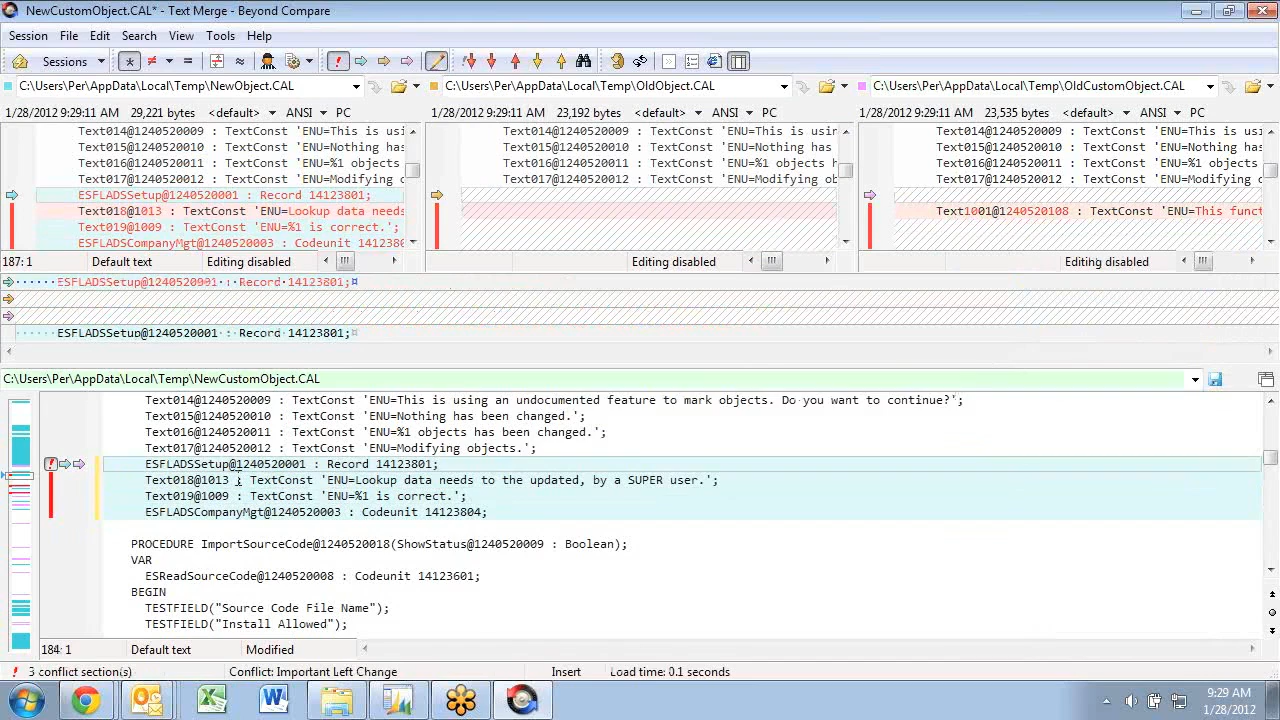 NewCustomObject.CAL* - Text Merge - Beyond Compare
Session File Edit Search View Tools Help
Sessions
C:\Users\Per\AppData\Local\Temp\NewObject.CAL
C:\Users\Per\AppData\Local\Temp\OldObject.CAL
C:\Users\Per\AppData\Local\Temp\OldCustomObject.CAL
1/28/2012 9:29:11 AM 29,221 bytes <default> ANSI PC
1/28/2012 9:29:11 AM 23,192 bytes <default> ANSI PC
1/28/2012 9:29:11 AM 23,535 bytes <default> ANSI PC
Text014@1240520009 : TextConst 'ENU=This is usin
Text015@1240520010 : TextConst 'ENU=Nothing has
Text016@1240520011 : TextConst 'ENU=%1 objects
Text017@1240520012 : TextConst 'ENU=Modifying
ESFLADSSetup@1240520001 : Record 14123801;
Text018@1013 : TextConst 'ENU=Lookup data needs
Text019@1009 : TextConst 'ENU=%1 is correct.';
ESFLADSCompanyMgt@1240520003 : Codeunit 1412380
Text014@1240520009 : TextConst 'ENU=This is usin
Text015@1240520010 : TextConst 'ENU=Nothing has
Text016@1240520011 : TextConst 'ENU=%1 objects h
Text017@1240520012 : TextConst 'ENU=Modifying
Text014@1240520009 : TextConst 'ENU=This is us
Text015@1240520010 : TextConst 'ENU=Nothing ha
Text016@1240520011 : TextConst 'ENU=%1 objects
Text017@1240520012 : TextConst 'ENU=Modifying
Text1001@1240520108 : TextConst 'ENU=This funct
187: 1 Default text Editing disabled
Editing disabled
Editing disabled
ESFLADSSetup@1240520001 : Record 14123801;¤
ESFLADSSetup@1240520001 : Record 14123801;¤
C:\Users\Per\AppData\Local\Temp\NewCustomObject.CAL
Text014@1240520009 : TextConst 'ENU=This is using an undocumented feature to mark objects. Do you want to continue?';
Text015@1240520010 : TextConst 'ENU=Nothing has been changed.';
Text016@1240520011 : TextConst 'ENU=%1 objects has been changed.';
Text017@1240520012 : TextConst 'ENU=Modifying objects.';
ESFLADSSetup@1240520001 : Record 14123801;
Text018@1013 : TextConst 'ENU=Lookup data needs to the updated, by a SUPER user.';
Text019@1009 : TextConst 'ENU=%1 is correct.';
ESFLADSCompanyMgt@1240520003 : Codeunit 14123804;
PROCEDURE ImportSourceCode@1240520018(ShowStatus@1240520009 : Boolean);
VAR
ESReadSourceCode@1240520008 : Codeunit 14123601;
BEGIN
TESTFIELD("Source Code File Name");
TESTFIELD("Install Allowed");
184: 1 Default text Modified
3 conflict section(s) Conflict: Important Left Change Insert Load time: 0.1 seconds
9:29 AM
1/28/2012